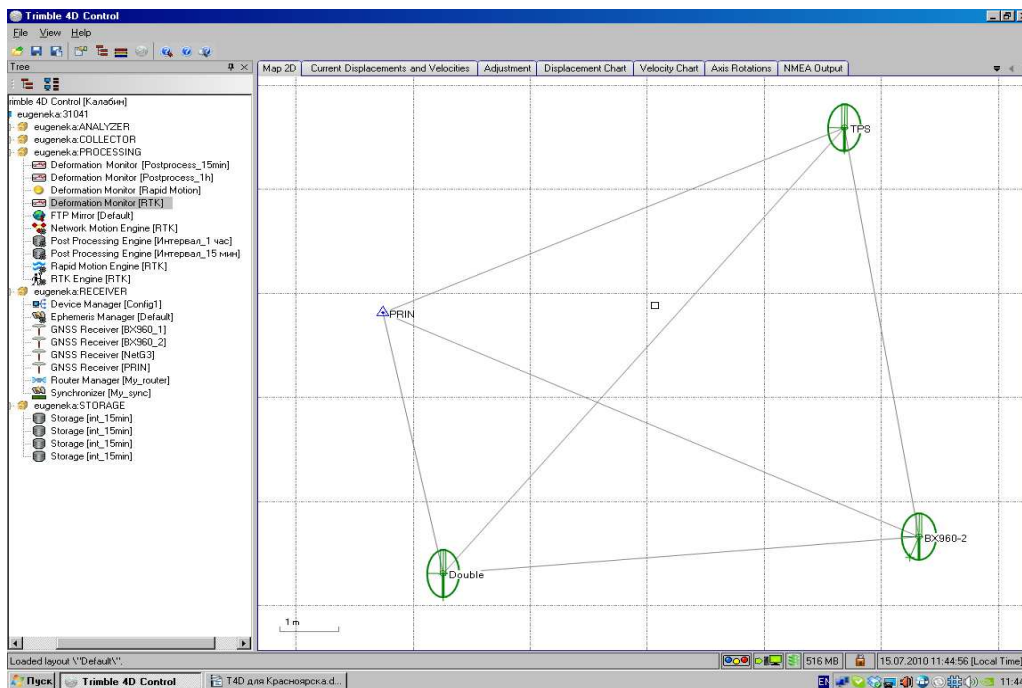 Trimble 4D Control
File View Help
Tree
Map 2D Current Displacements and Velocities Adjustment Displacement Chart Velocity Chart Axis Rotations NMEA Output
rimble 4D Control [Калабин]
eugeneka:31041
eugeneka:ANALYZER
eugeneka:COLLECTOR
eugeneka:PROCESSING
Deformation Monitor [Postprocess_15min]
Deformation Monitor [Postprocess_1h]
Deformation Monitor [Rapid Motion]
Deformation Monitor [RTK]
FTP Mirror [Default]
Network Motion Engine [RTK]
Post Processing Engine [Интервал_1 час]
Post Processing Engine [Интервал_15 мин]
Rapid Motion Engine [RTK]
RTK Engine [RTK]
eugeneka:RECEIVER
Device Manager [Config1]
Ephemeris Manager [Default]
GNSS Receiver [BX960_1]
GNSS Receiver [BX960_2]
GNSS Receiver [NetG3]
GNSS Receiver [PRIN]
Router Manager [My_router]
Synchronizer [My_sync]
eugeneka:STORAGE
Storage [int_15min]
Storage [int_15min]
Storage [int_15min]
Storage [int_15min]
TPS
PRIN
BX960-2
Double
1 m
Loaded layout \"Default\".
516 MB
15.07.2010 11:44:56 [Local Time]
Пуск
Trimble 4D Control
T4D для Красноярска.d...
EN
11:44